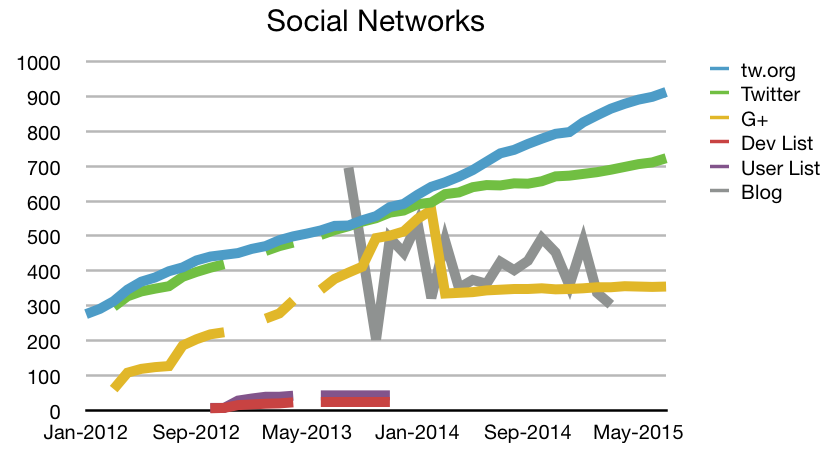 Social Networks
1000
900
800
700
600
500
400
300
200
100
0
Jan-2012 Sep-2012 May-2013 Jan-2014 Sep-2014 May-2015
tw.org
Twitter
G+
Dev List
User List
Blog